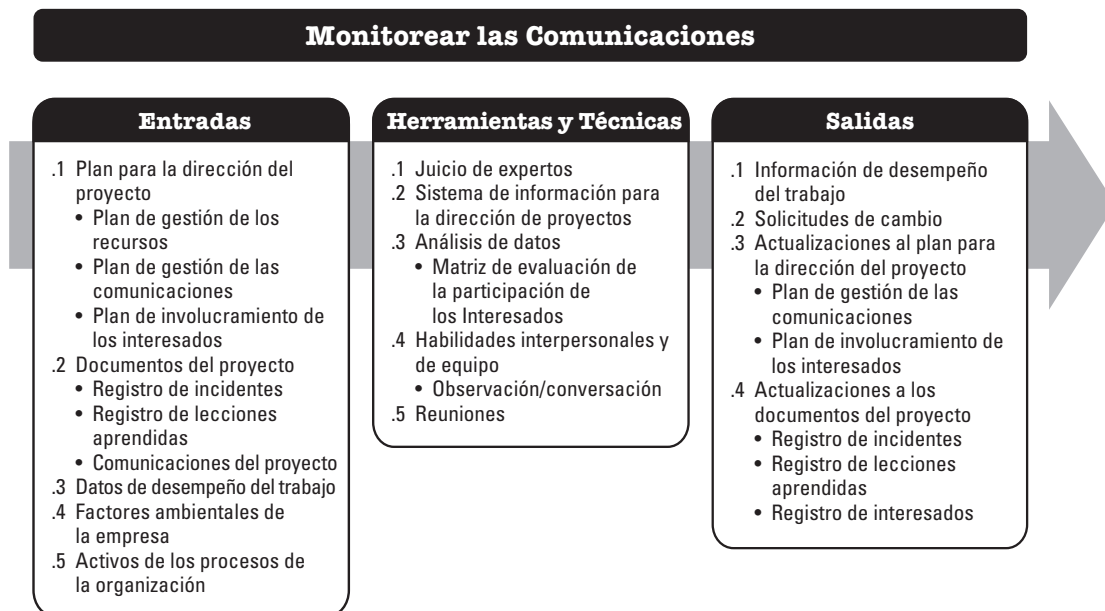 Monitorear las Comunicaciones
Entradas
.1 Plan para la dirección del
proyecto
• Plan de gestión de los
recursos
• Plan de gestión de las
comunicaciones
• Plan de involucramiento de
los interesados
.2 Documentos del proyecto
• Registro de incidentes
• Registro de lecciones
aprendidas
• Comunicaciones del proyecto
.3 Datos de desempeño del trabajo
.4 Factores ambientales de
la empresa
.5 Activos de los procesos de
la organización
Herramientas y Técnicas
.1 Juicio de expertos
.2 Sistema de información para
la dirección de proyectos
.3 Análisis de datos
• Matriz de evaluación de
la participación de
los Interesados
.4 Habilidades interpersonales y
de equipo
• Observación/conversación
.5 Reuniones
Salidas
.1 Información de desempeño
del trabajo
.2 Solicitudes de cambio
.3 Actualizaciones al plan para
la dirección del proyecto
• Plan de gestión de las
comunicaciones
• Plan de involucramiento de
los interesados
.4 Actualizaciones a los
documentos del proyecto
• Registro de incidentes
• Registro de lecciones
aprendidas
• Registro de interesados